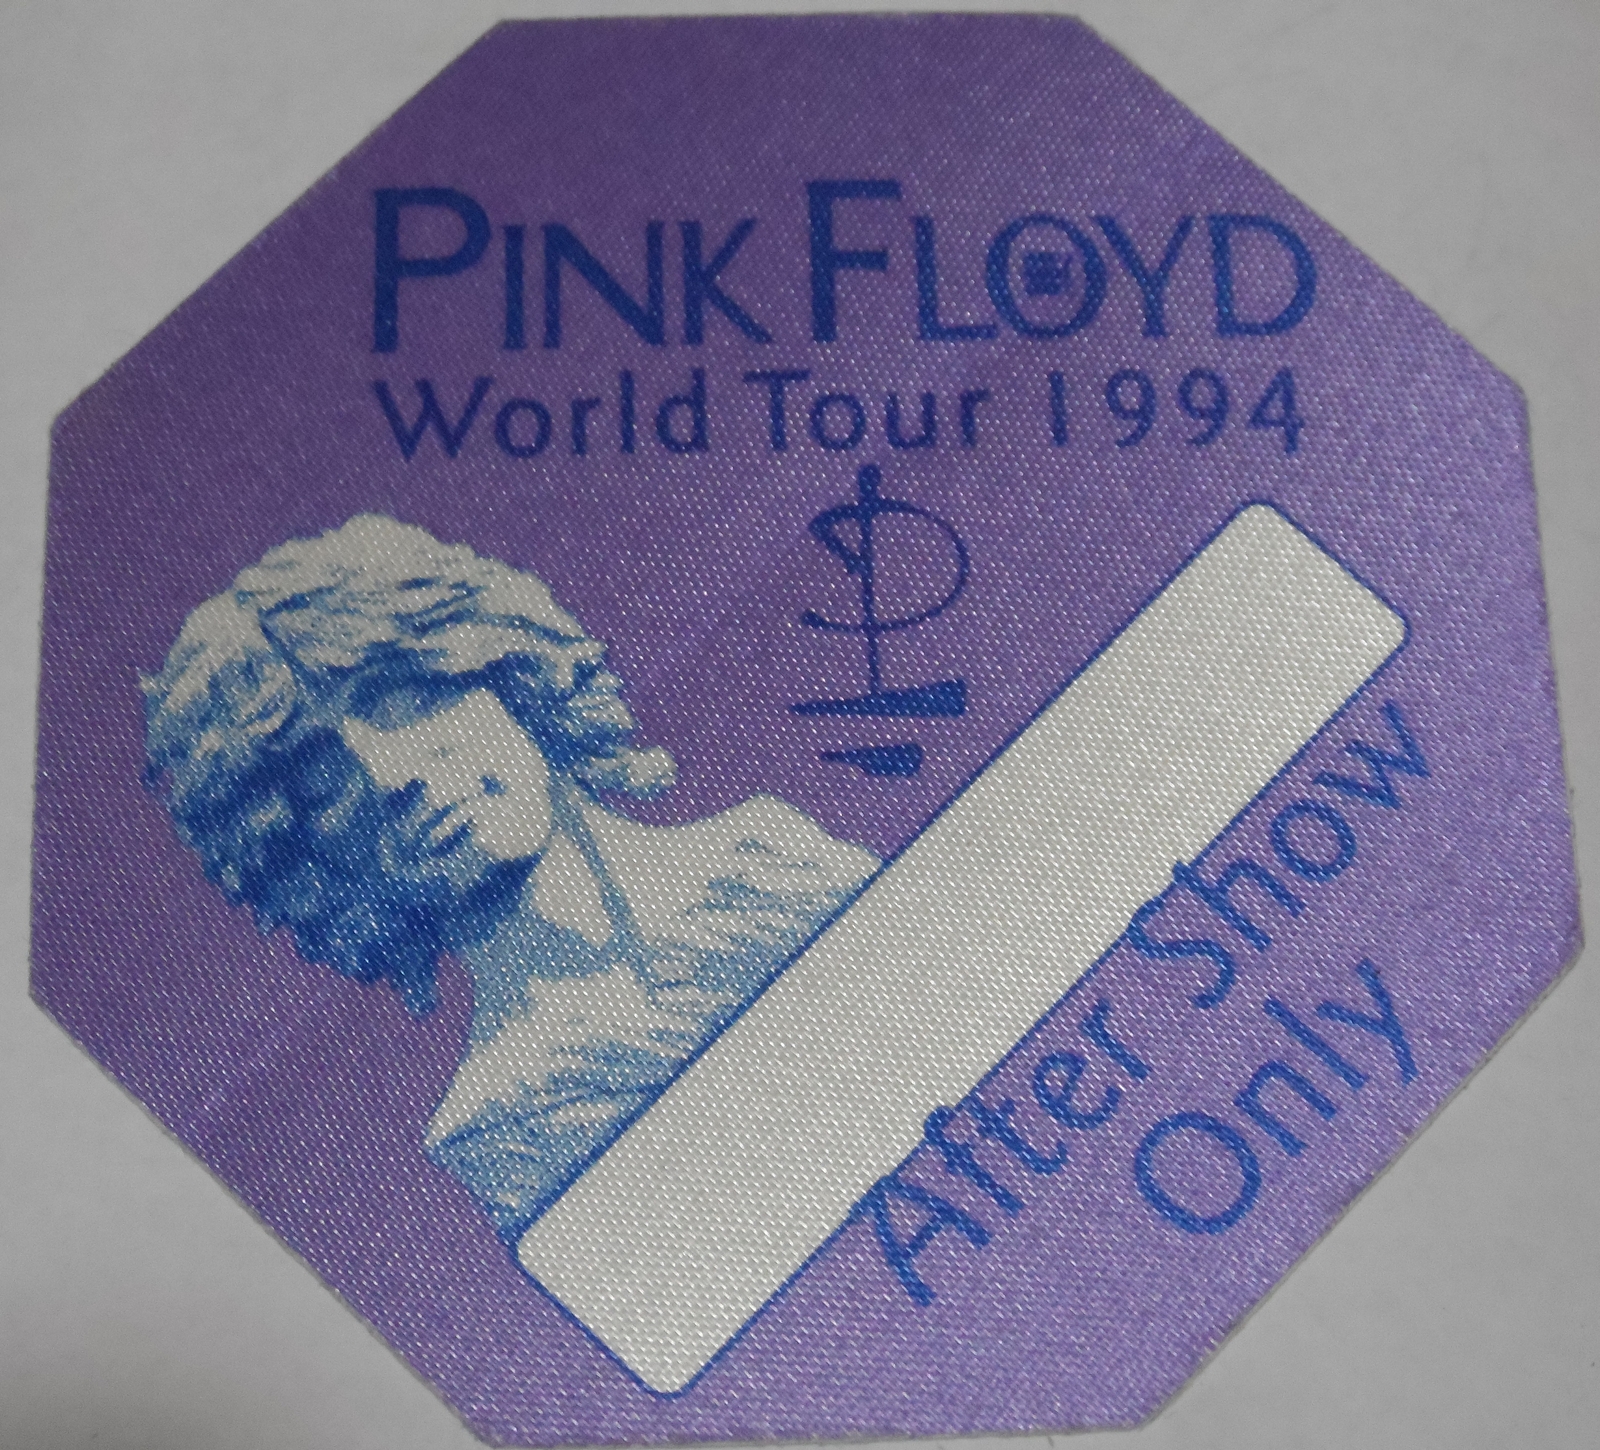 PINK FLOYD
World Tour 1994
After Show
Only